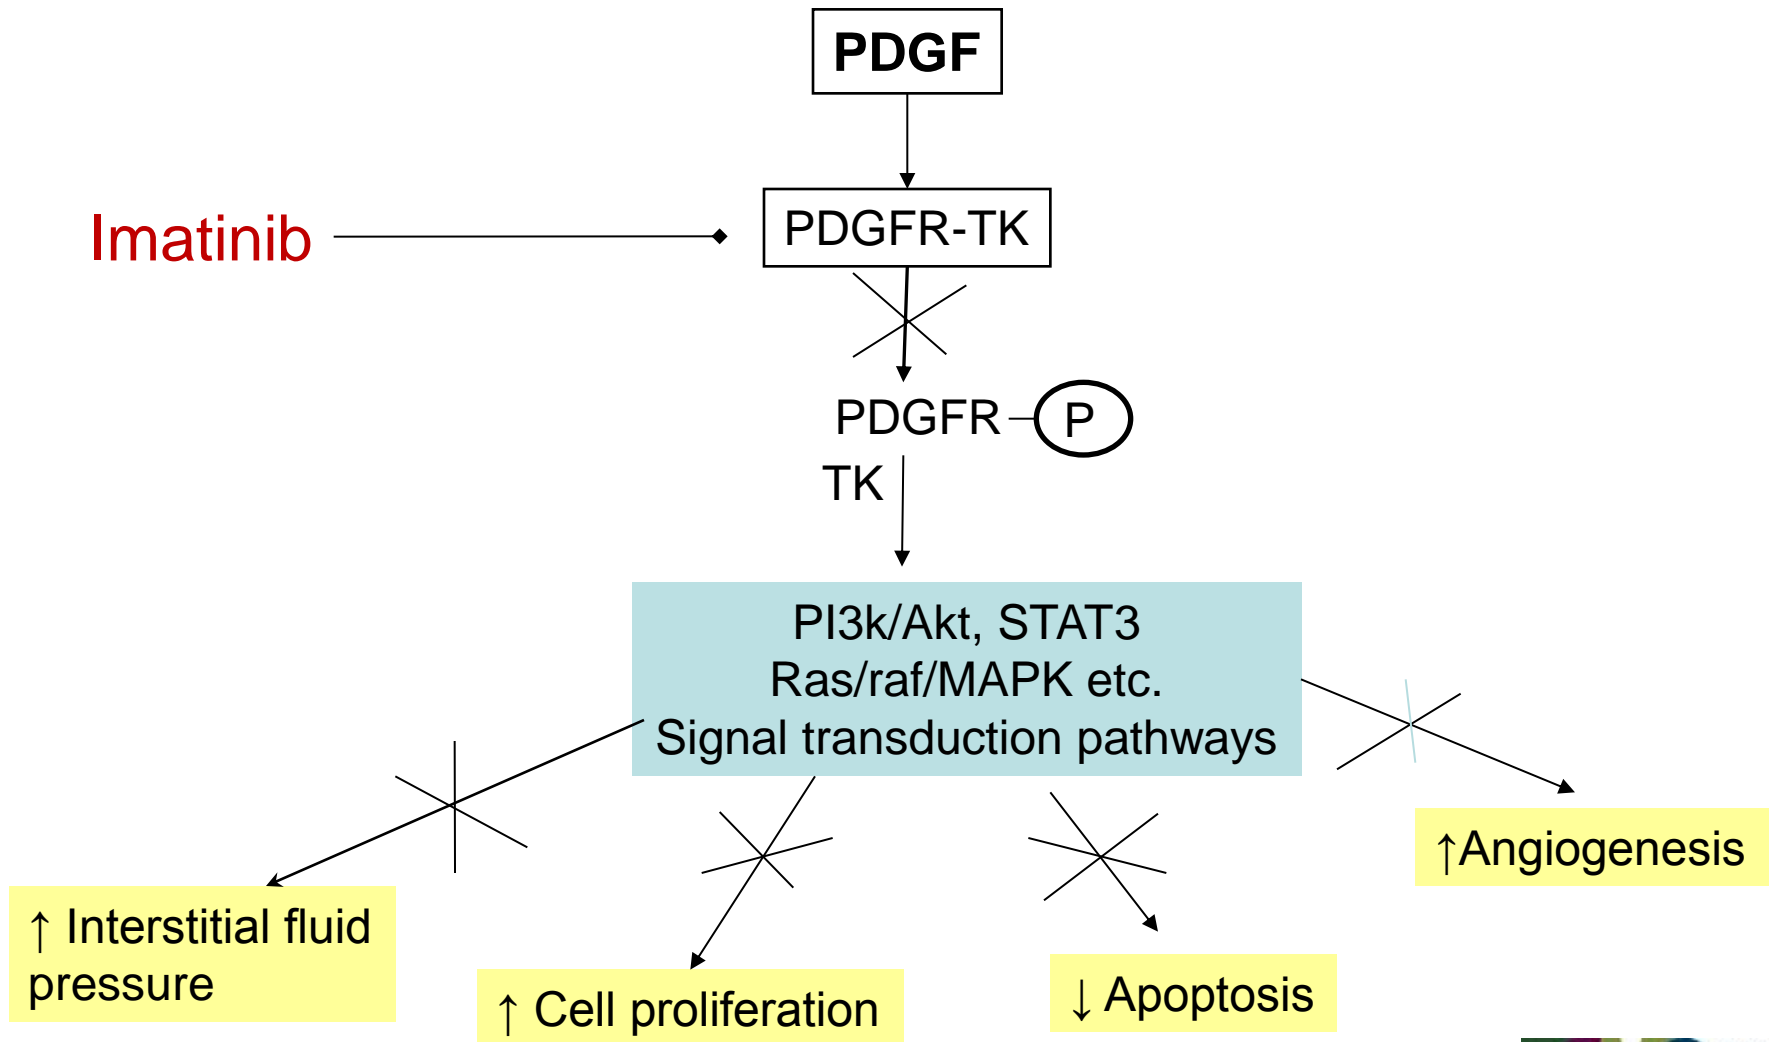 PDGF
Imatinib
PDGFR-TK
PDGFR
P
TK
PI3k/Akt, STAT3
Ras/raf/MAPK etc.
Signal transduction pathways
↑Angiogenesis
↑ Interstitial fluid
pressure
↑ Cell proliferation
↓ Apoptosis